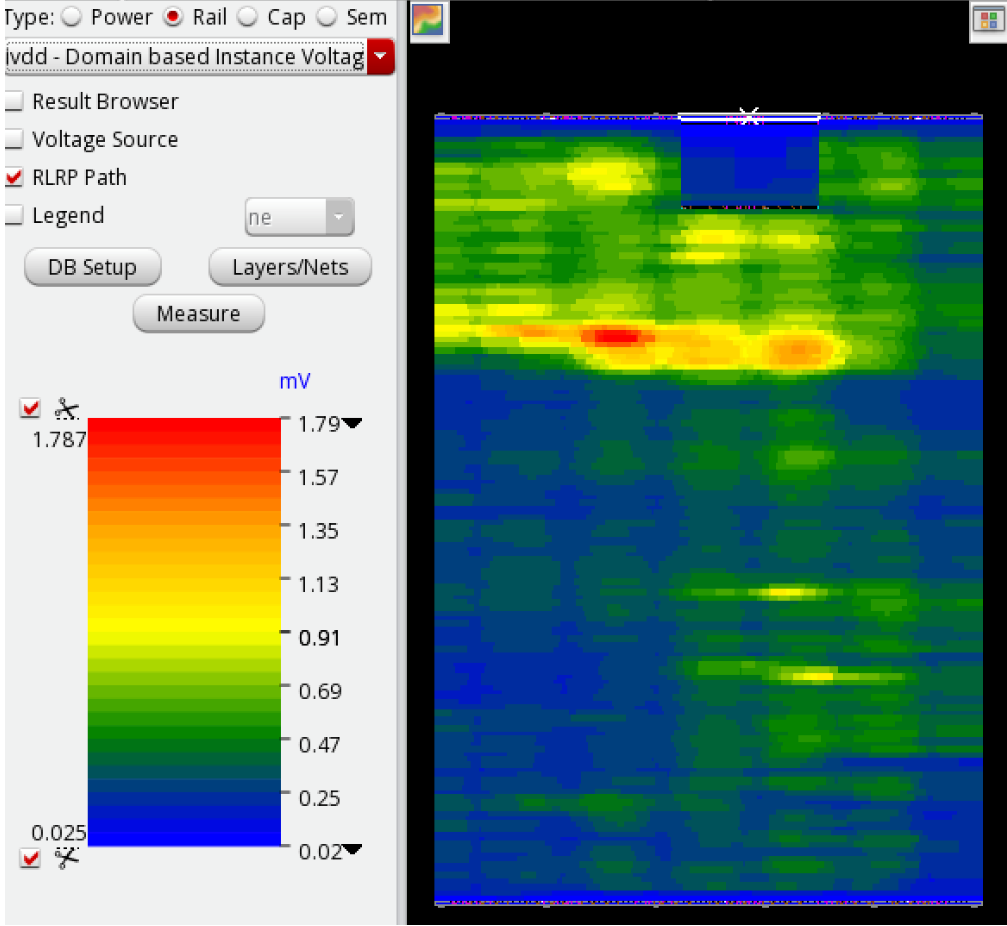 Type: Power Rail Cap Sem
ivdd - Domain based Instance Voltag
Result Browser
Voltage Source
RLRP Path
Legend ne
DB Setup Layers/Nets
Measure
mV
1.79
1.787
1.57
1.35
1.13
0.91
0.69
0.47
0.25
0.025
0.02